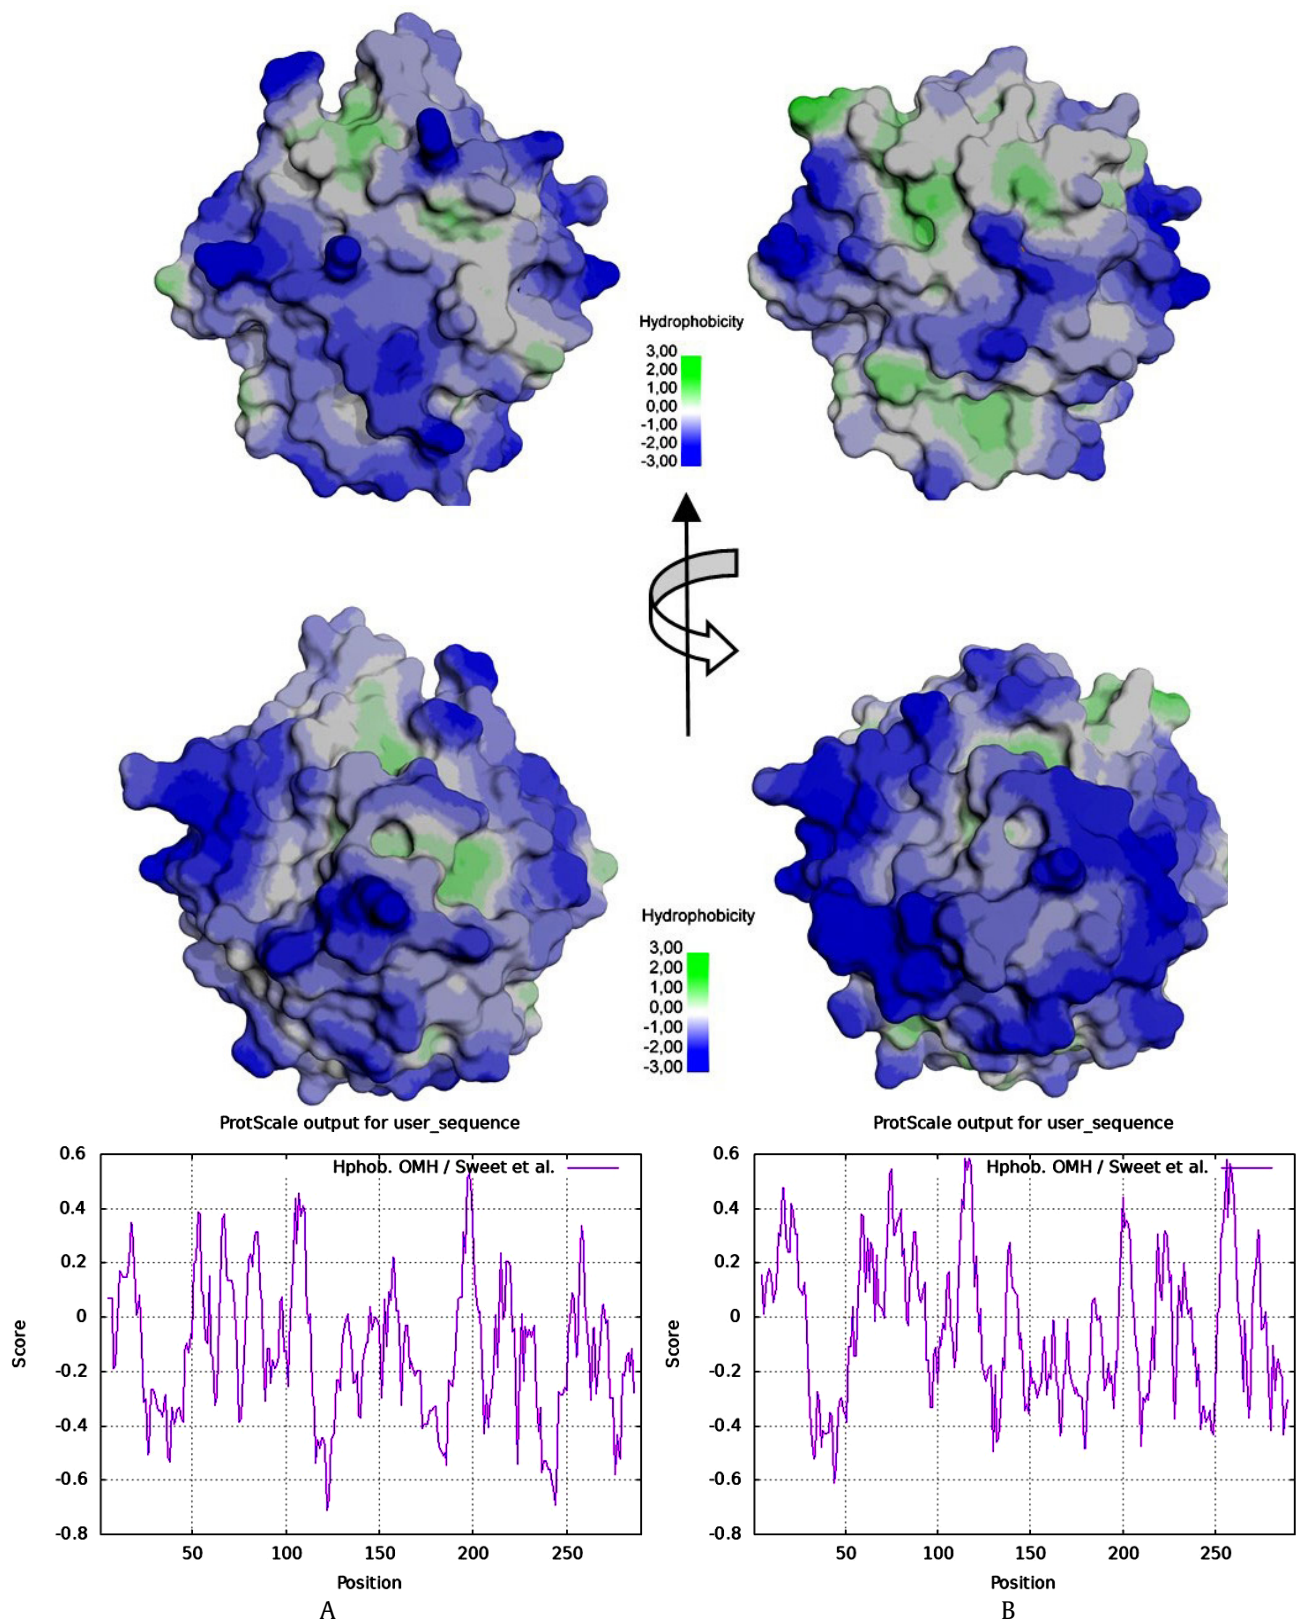 Hydrophobicity
3,00
2,00
1,00
0,00
-1,00
-2,00
-3,00
Hydrophobicity
3,00
2,00
1,00
0,00
-1,00
-2,00
-3,00
ProtScale output for user_sequence
Hphob. OMH / Sweet et al.
0.6
0.4
0.2
0
-0.2
-0.4
-0.6
-0.8
Score
50 100 150 200 250
Position
A
ProtScale output for user_sequence
Hphob. OMH / Sweet et al.
0.6
0.4
0.2
0
-0.2
-0.4
-0.6
-0.8
Score
50 100 150 200 250
Position
B